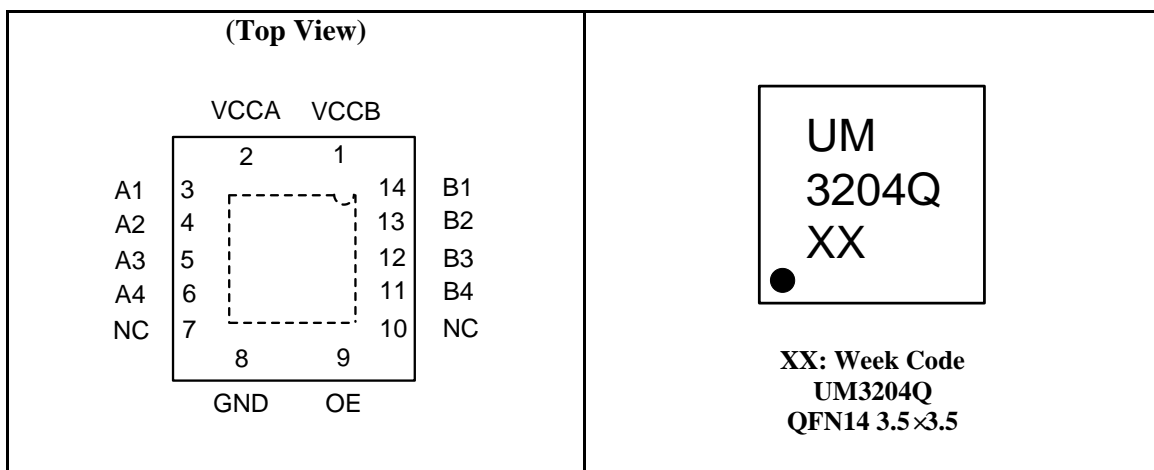 (Top View)
VCCA VCCB
2 1
A1 3 14 B1
A2 4 13 B2
A3 5 12 B3
A4 6 11 B4
NC 7 10 NC
8 9
GND OE
UM
3204Q
XX
XX: Week Code
UM3204Q
QFN14 3.5×3.5